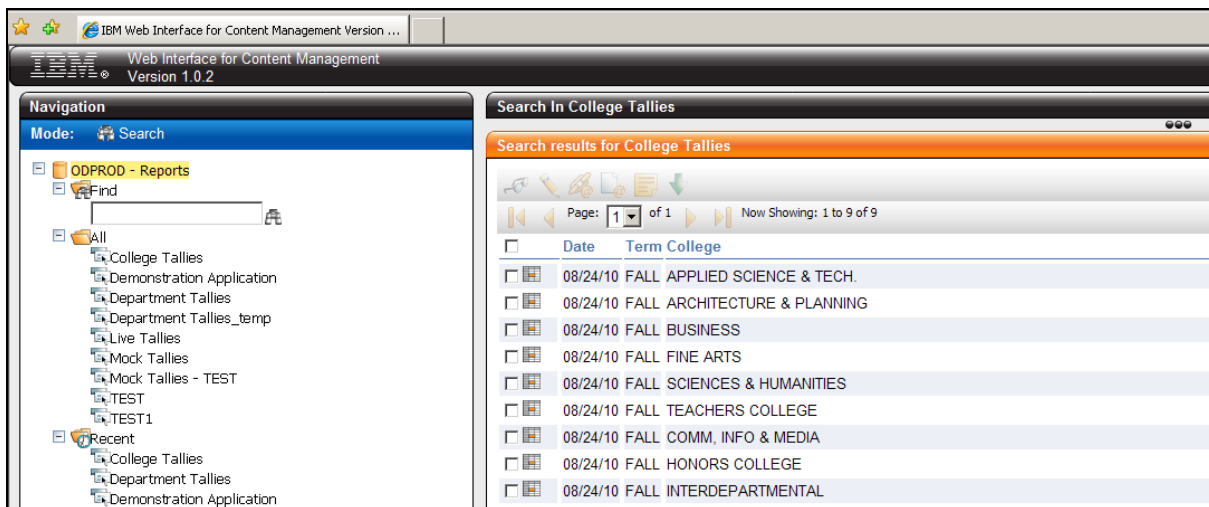 IBM Web Interface for Content Management Version ...
IBM®
Web Interface for Content Management
Version 1.0.2
Navigation
Mode: Search
ODPROD - Reports
Find
All
College Tallies
Demonstration Application
Department Tallies
Department Tallies_temp
Live Tallies
Mock Tallies
Mock Tallies - TEST
TEST
TEST1
Recent
College Tallies
Department Tallies
Demonstration Application
Search In College Tallies
Search results for College Tallies
Page: 1 of 1 Now Showing: 1 to 9 of 9
Date Term College
08/24/10 FALL APPLIED SCIENCE & TECH.
08/24/10 FALL ARCHITECTURE & PLANNING
08/24/10 FALL BUSINESS
08/24/10 FALL FINE ARTS
08/24/10 FALL SCIENCES & HUMANITIES
08/24/10 FALL TEACHERS COLLEGE
08/24/10 FALL COMM, INFO & MEDIA
08/24/10 FALL HONORS COLLEGE
08/24/10 FALL INTERDEPARTMENTAL